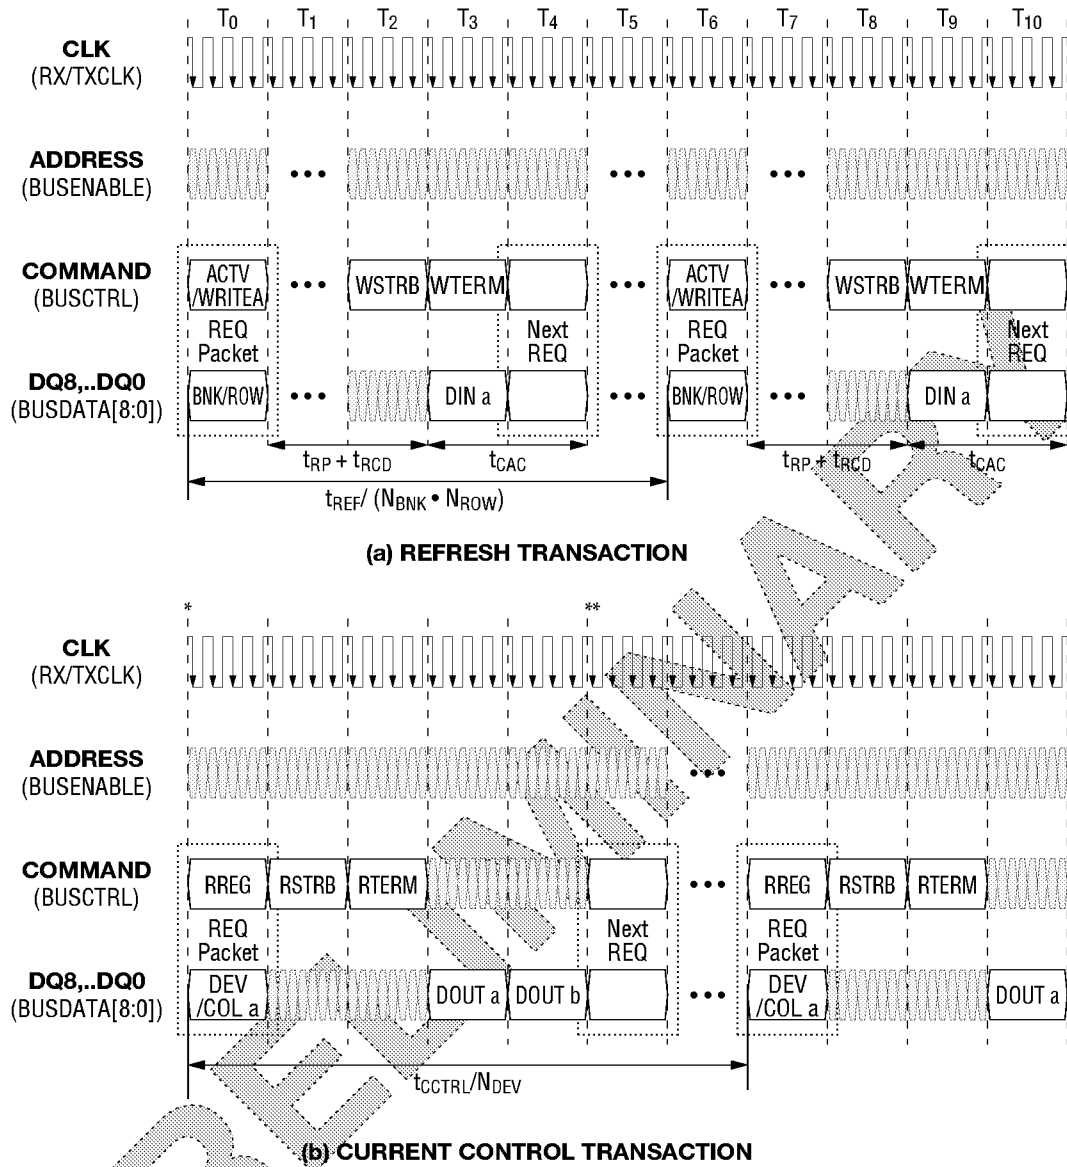 T0 T1 T2 T3 T4 T5 T6 T7 T8 T9 T10
CLK
(RX/TXCLK)
ADDRESS
(BUSENABLE)
••• ••• •••
COMMAND
(BUSCTRL)
ACTV
/WRITEA
••• WSTRB WTERM •••
ACTV
/WRITEA
••• WSTRB WTERM
REQ
Packet
Next
REQ
REQ
Packet
Next
REQ
DQ8,..DQ0
(BUSDATA[8:0])
BNK/ROW ••• DIN a ••• BNK/ROW ••• DIN a
tRP + tRCD tCAC tRP + tRCD tCAC
tREF/ (NBNK • NROW)
(a) REFRESH TRANSACTION
* **
CLK
(RX/TXCLK)
ADDRESS
(BUSENABLE)
•••
COMMAND
(BUSCTRL)
RREG RSTRB RTERM ••• RREG RSTRB RTERM
REQ
Packet
Next
REQ
REQ
Packet
DQ8,..DQ0
(BUSDATA[8:0])
DEV
/COL a
DOUT a DOUT b •••
DEV
/COL a
DOUT a
tCCTRL/NDEV
(b) CURRENT CONTROL TRANSACTION